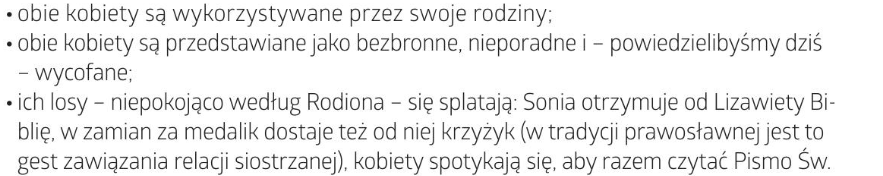 • obie kobiety są wykorzystywane przez swoje rodziny;
• obie kobiety są przedstawiane jako bezbronne, nieporadne i – powiedzielibyśmy dziś
– wycofane;
• ich losy – niepokojąco według Rodiona – się splatają: Sonia otrzymuje od Lizawiety Bi-
blię, w zamian za medalik dostaje też od niej krzyżyk (w tradycji prawosławnej jest to
gest zawiązania relacji siostrzanej), kobiety spotykają się, aby razem czytać Pismo Św.